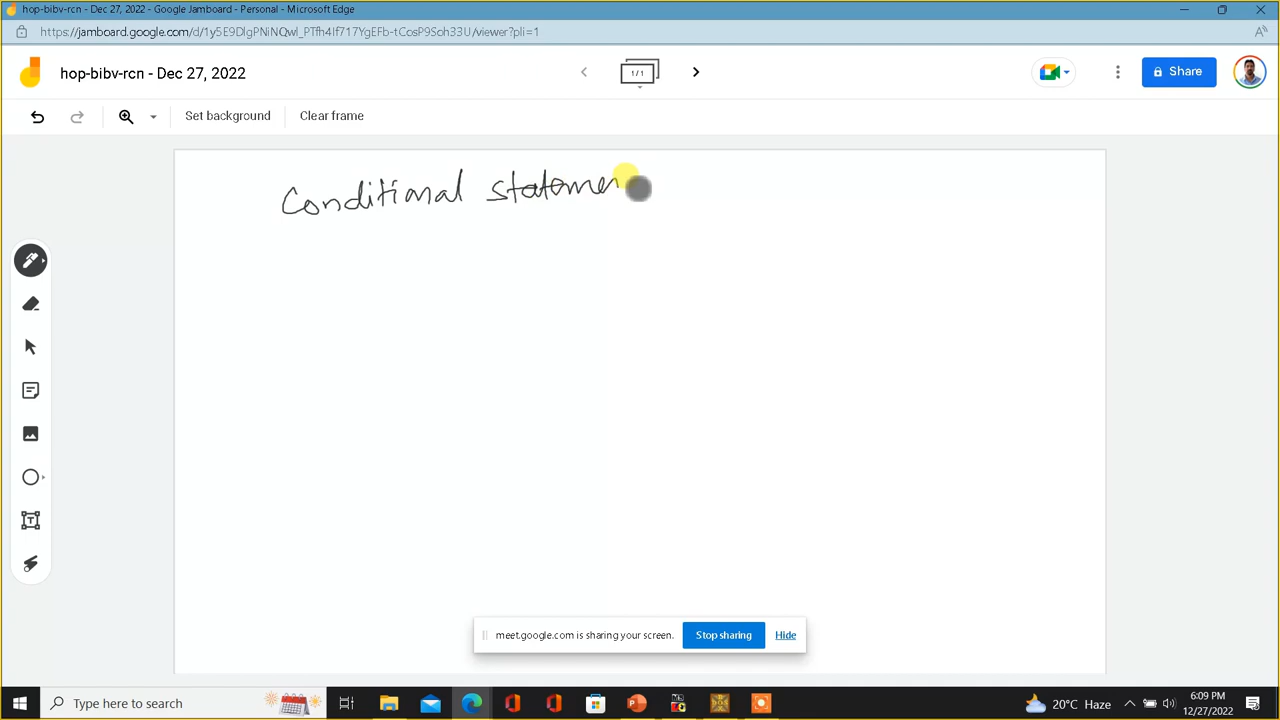 hop-bibv-rcn - Dec 27, 2022 - Google Jamboard - Personal - Microsoft Edge
https://jamboard.google.com/d/1y5E9DlgPNiNQwl_PTfh4If717YgEFb-tCosP9Soh33U/viewer?pli=1
hop-bibv-rcn - Dec 27, 2022
1/1
Share
Set background
Clear frame
Conditional statemen
meet.google.com is sharing your screen.
Stop sharing
Hide
Type here to search
20°C Haze
6:09 PM
12/27/2022